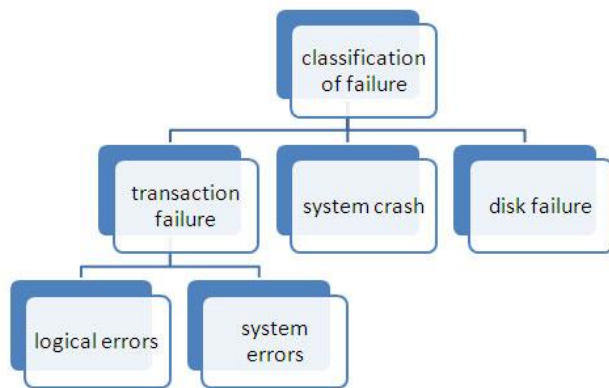 classification
of failure
transaction
failure
system crash
disk failure
logical errors
system
errors